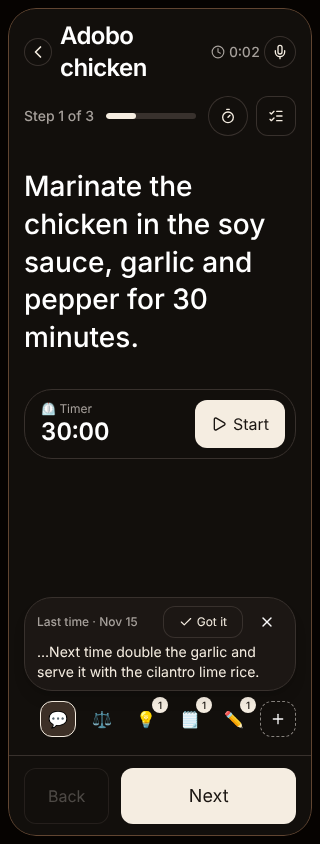 Adobo
chicken
0:02
Step 1 of 3
Marinate the
chicken in the soy
sauce, garlic and
pepper for 30
minutes.
Timer
30:00
Start
Last time · Nov 15
Got it
...Next time double the garlic and
serve it with the cilantro lime rice.
1
1
1
Back
Next